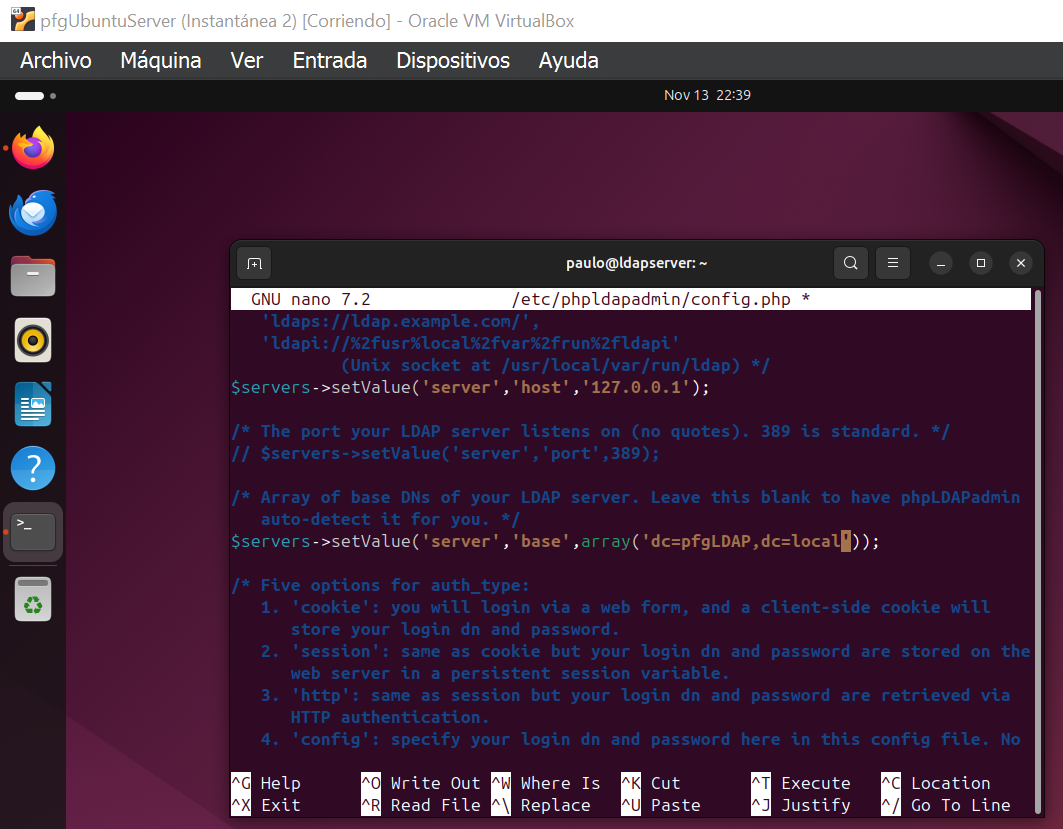 pfgUbuntuServer (Instantánea 2) [Corriendo] - Oracle VM VirtualBox
Archivo Máquina Ver Entrada Dispositivos Ayuda
Nov 13 22:39
paulo@ldapserver: ~
GNU nano 7.2 /etc/phpldapadmin/config.php *
'ldaps://ldap.example.com/',
'ldapi://%2fusr%local%2fvar%2frun%2fldapi'
(Unix socket at /usr/local/var/run/ldap) */
$servers->setValue('server','host','127.0.0.1');
/* The port your LDAP server listens on (no quotes). 389 is standard. */
// $servers->setValue('server','port',389);
/* Array of base DNs of your LDAP server. Leave this blank to have phpLDAPadmin
auto-detect it for you. */
$servers->setValue('server','base',array('dc=pfgLDAP,dc=local'));
/* Five options for auth_type:
1. 'cookie': you will login via a web form, and a client-side cookie will
store your login dn and password.
2. 'session': same as cookie but your login dn and password are stored on the
web server in a persistent session variable.
3. 'http': same as session but your login dn and password are retrieved via
HTTP authentication.
4. 'config': specify your login dn and password here in this config file. No
^G Help ^O Write Out ^W Where Is ^K Cut ^T Execute ^C Location
^X Exit ^R Read File ^\ Replace ^U Paste ^J Justify ^/ Go To Line